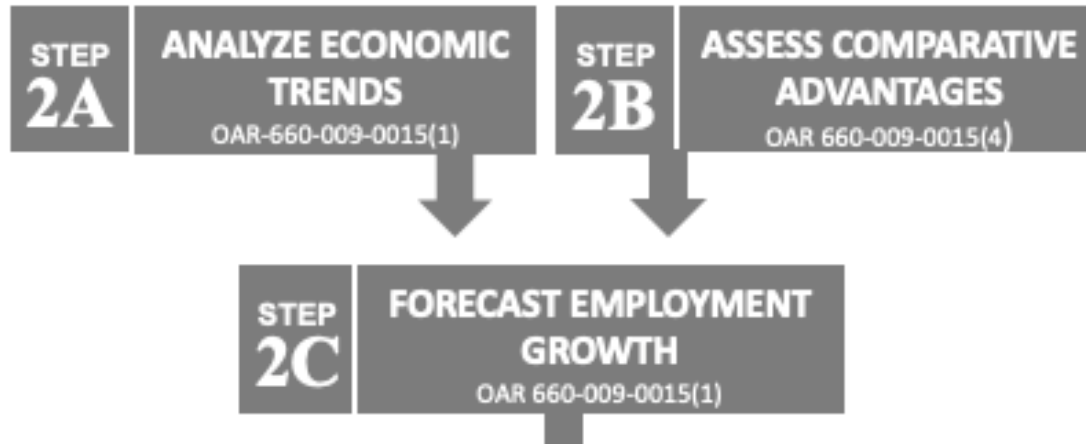 STEP
2A
ANALYZE ECONOMIC
TRENDS
OAR-660-009-0015(1)
STEP
2B
ASSESS COMPARATIVE
ADVANTAGES
OAR 660-009-0015(4)
STEP
2C
FORECAST EMPLOYMENT
GROWTH
OAR 660-009-0015(1)